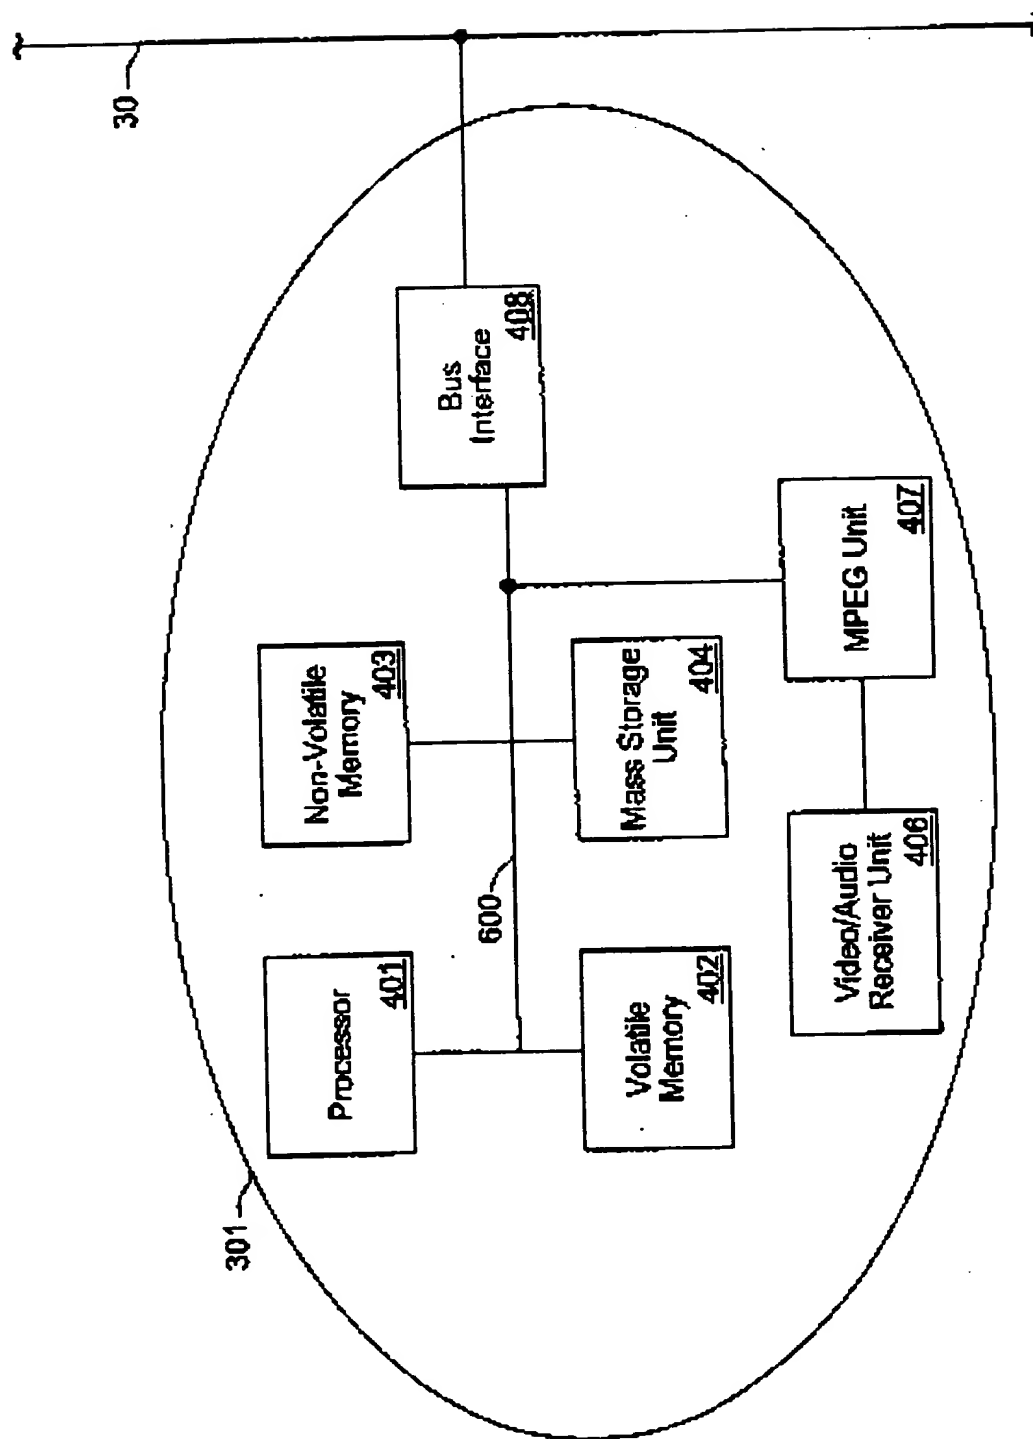 30
301
Processor
401
Non-Volatile
Memory
403
Bus
Interface
408
600
Volatile
Memory
402
Mass Storage
Unit
404
Video/Audio
Receiver Unit
406
MPEG Unit
407